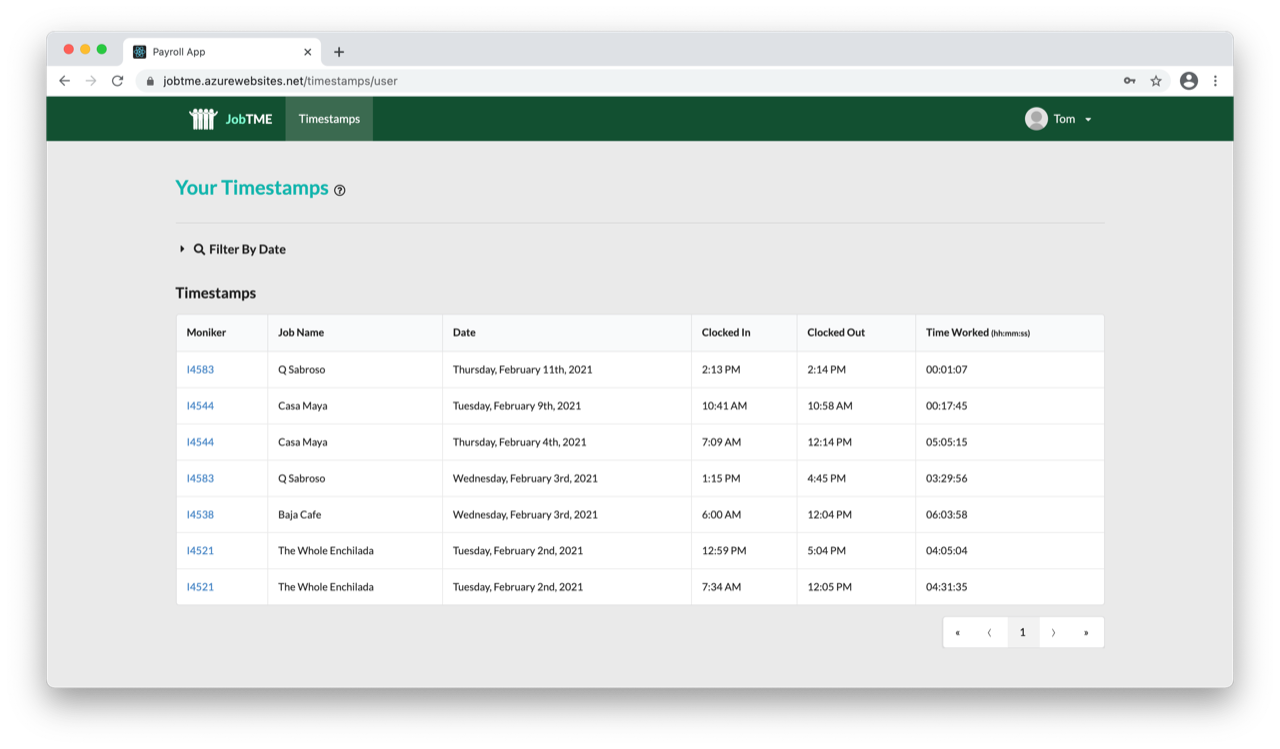 Payroll App
jobtme.azurewebsites.net/timestamps/user
JobTME Timestamps Tom
Your Timestamps
Filter By Date
Timestamps
Moniker Job Name Date Clocked In Clocked Out Time Worked (hh:mm:ss)
I4583 Q Sabroso Thursday, February 11th, 2021 2:13 PM 2:14 PM 00:01:07
I4544 Casa Maya Tuesday, February 9th, 2021 10:41 AM 10:58 AM 00:17:45
I4544 Casa Maya Thursday, February 4th, 2021 7:09 AM 12:14 PM 05:05:15
I4583 Q Sabroso Wednesday, February 3rd, 2021 1:15 PM 4:45 PM 03:29:56
I4538 Baja Cafe Wednesday, February 3rd, 2021 6:00 AM 12:04 PM 06:03:58
I4521 The Whole Enchilada Tuesday, February 2nd, 2021 12:59 PM 5:04 PM 04:05:04
I4521 The Whole Enchilada Tuesday, February 2nd, 2021 7:34 AM 12:05 PM 04:31:35
« ⟨ 1 ⟩ »